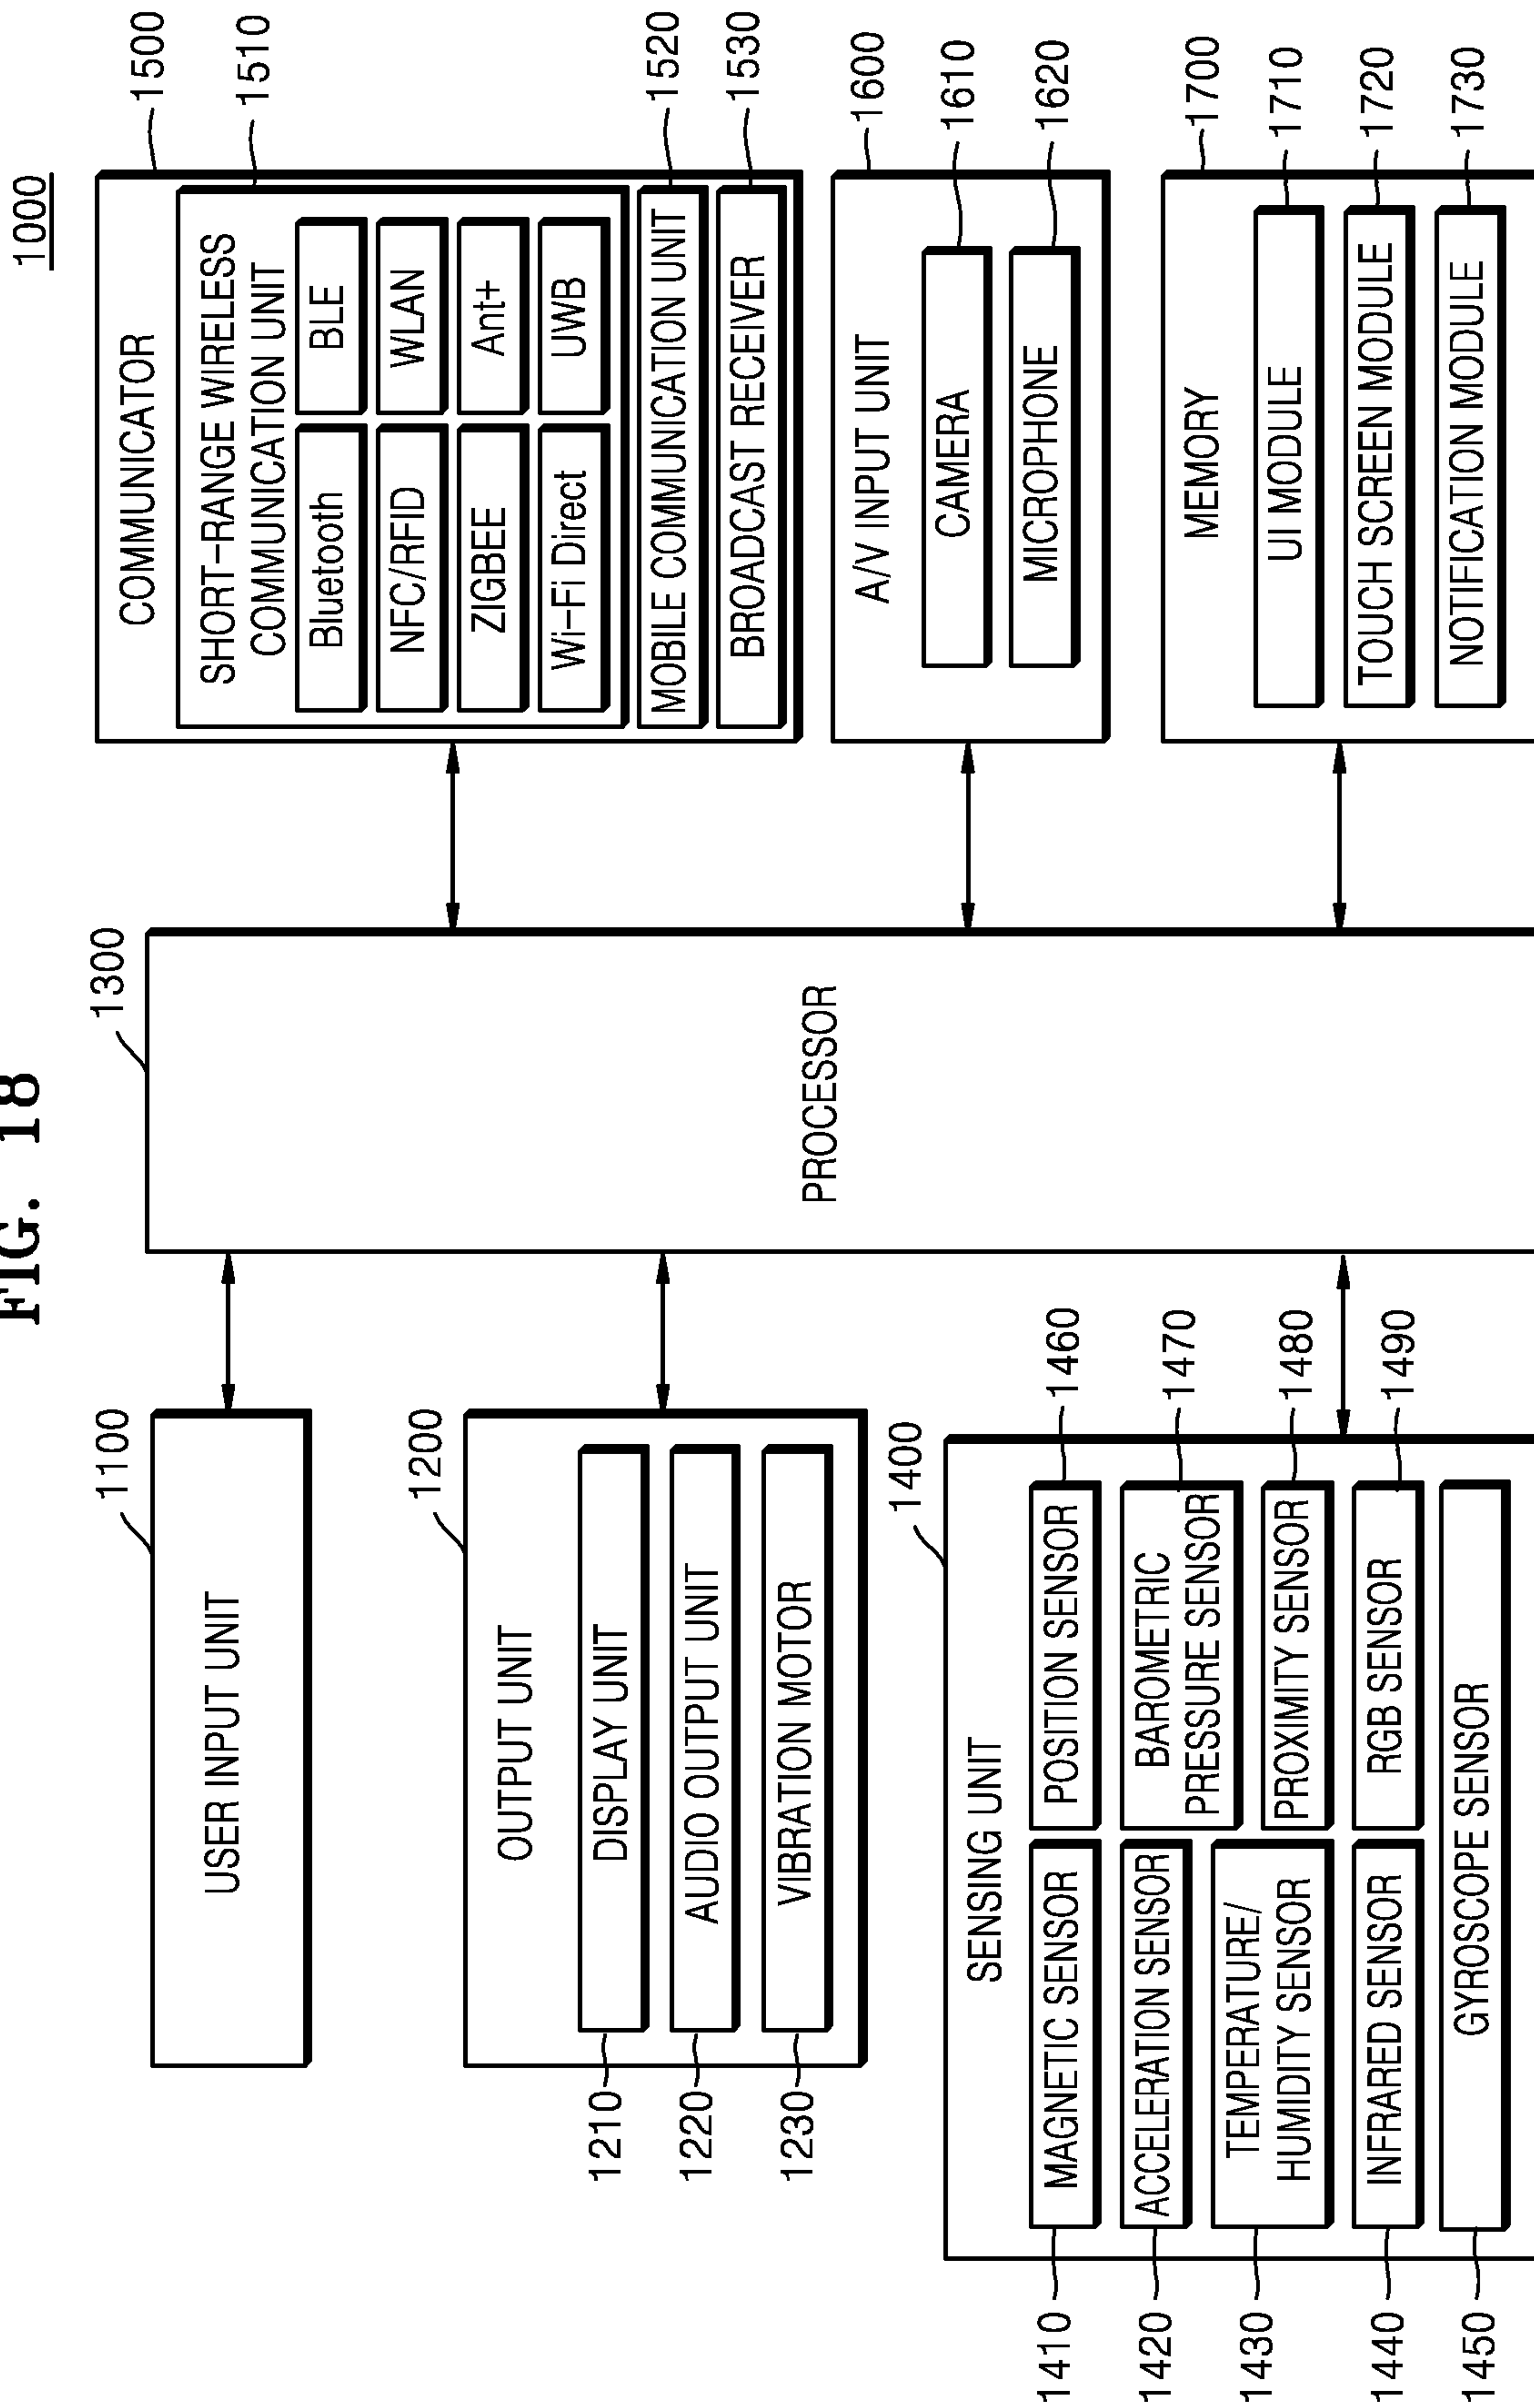 FIG. 18
1000
1100
USER INPUT UNIT
1200
OUTPUT UNIT
1210
DISPLAY UNIT
1220
AUDIO OUTPUT UNIT
1230
VIBRATION MOTOR
1400
SENSING UNIT
1410
MAGNETIC SENSOR
POSITION SENSOR
1460
1420
ACCELERATION SENSOR
BAROMETRIC
PRESSURE SENSOR
1470
1430
TEMPERATURE/
HUMIDITY SENSOR
PROXIMITY SENSOR
1480
1440
INFRARED SENSOR
RGB SENSOR
1490
1450
GYROSCOPE SENSOR
1300
PROCESSOR
1500
COMMUNICATOR
1510
SHORT-RANGE WIRELESS
COMMUNICATION UNIT
Bluetooth
BLE
NFC/RFID
WLAN
ZIGBEE
Ant+
Wi-Fi Direct
UWB
MOBILE COMMUNICATION UNIT
1520
BROADCAST RECEIVER
1530
1600
A/V INPUT UNIT
CAMERA
1610
MICROPHONE
1620
1700
MEMORY
UI MODULE
1710
TOUCH SCREEN MODULE
1720
NOTIFICATION MODULE
1730